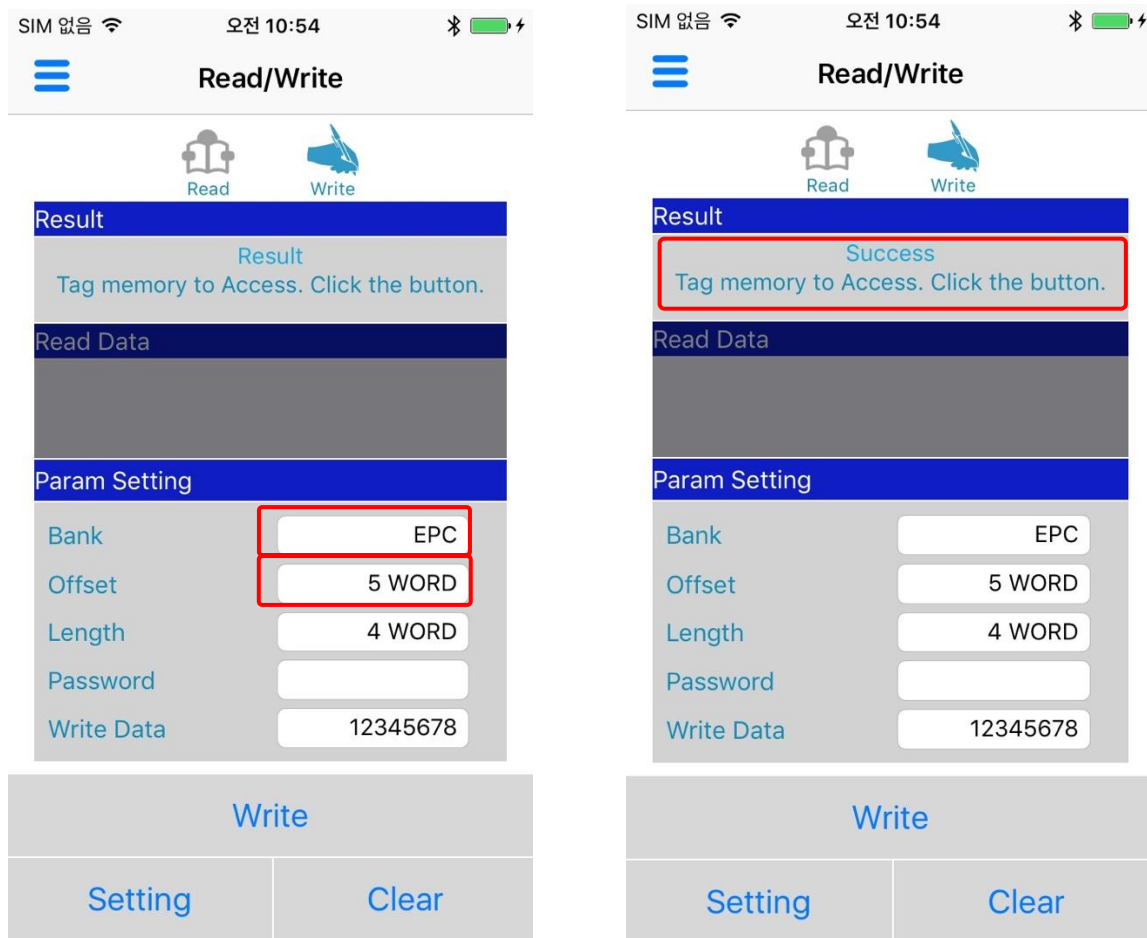 SIM 없음 오전 10:54
Read/Write
Read Write
Result
Result
Tag memory to Access. Click the button.
Read Data
Param Setting
Bank EPC
Offset 5 WORD
Length 4 WORD
Password
Write Data 12345678
Write
Setting Clear
SIM 없음 오전 10:54
Read/Write
Read Write
Result
Success
Tag memory to Access. Click the button.
Read Data
Param Setting
Bank EPC
Offset 5 WORD
Length 4 WORD
Password
Write Data 12345678
Write
Setting Clear